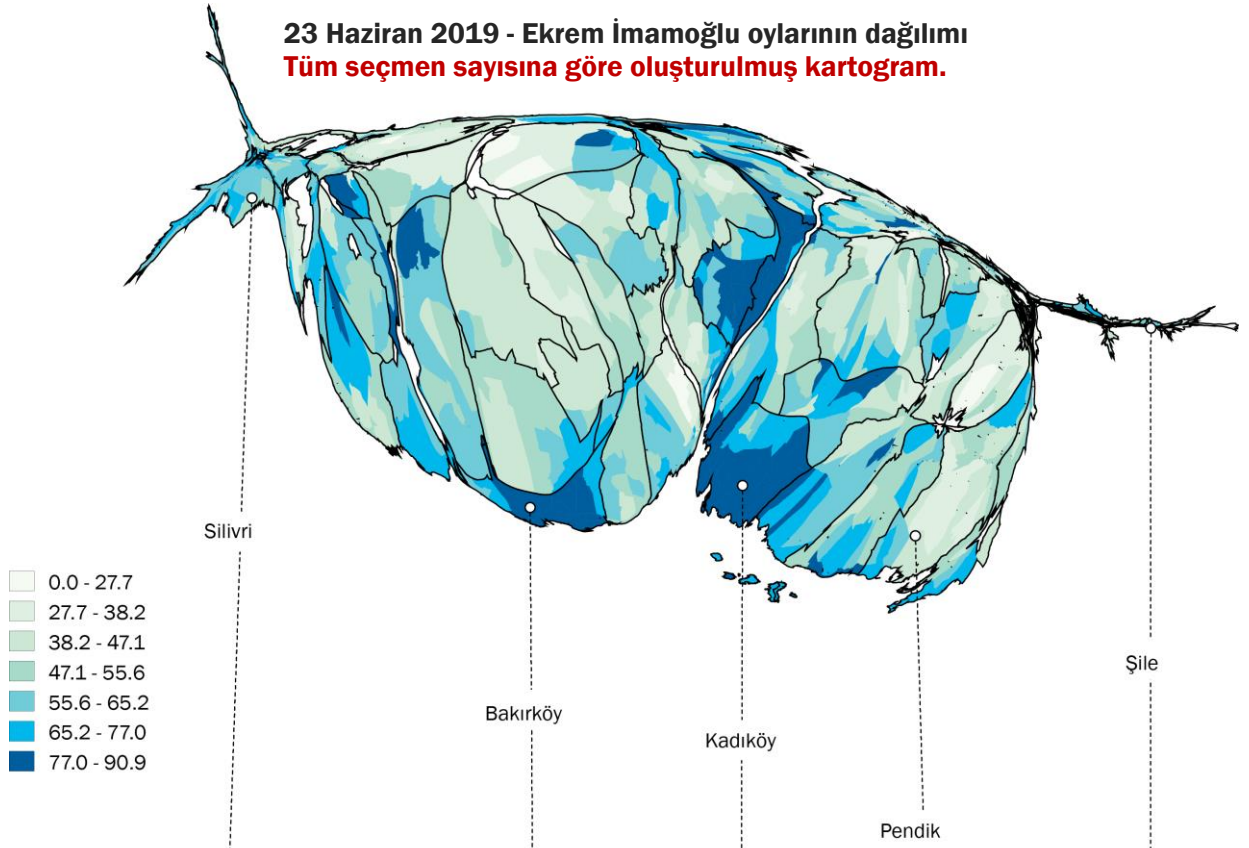 23 Haziran 2019 - Ekrem İmamoğlu oylarının dağılımı
Tüm seçmen sayısına göre oluşturulmuş kartogram.
Silivri
0.0 - 27.7
27.7 - 38.2
38.2 - 47.1
47.1 - 55.6
55.6 - 65.2
65.2 - 77.0
77.0 - 90.9
Bakırköy
Kadıköy
Pendik
Şile